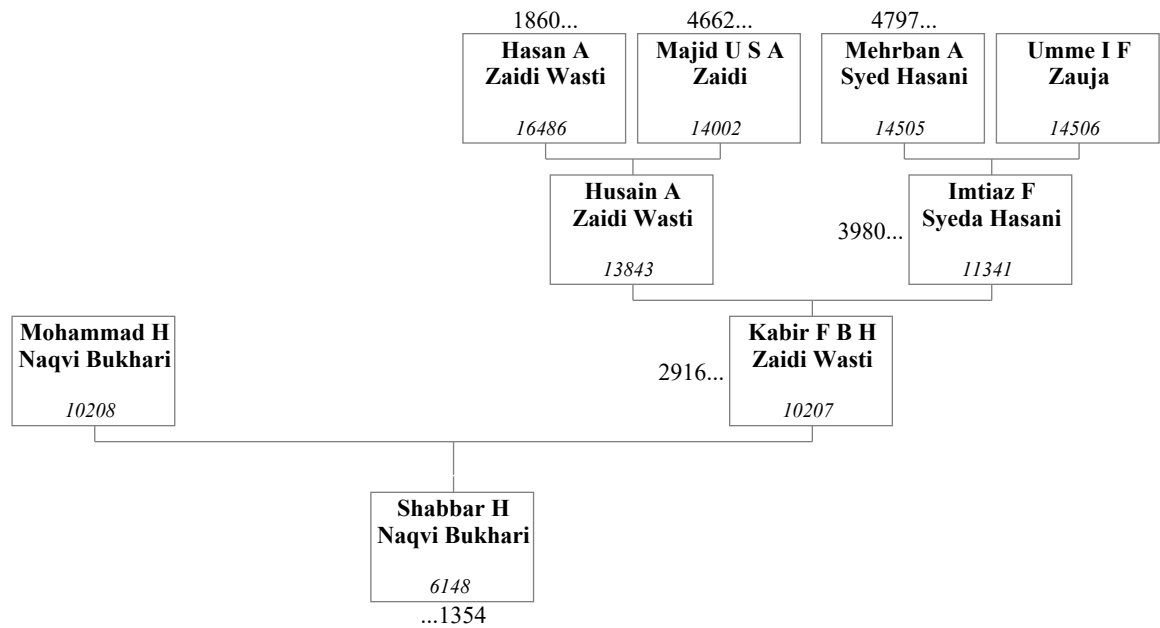 1860...
4662...
4797...
Hasan A
Zaidi Wasti
16486
Majid U S A
Zaidi
14002
Mehrban A
Syed Hasani
14505
Umme I F
Zauja
14506
Husain A
Zaidi Wasti
13843
3980...
Imtiaz F
Syeda Hasani
11341
Mohammad H
Naqvi Bukhari
10208
2916...
Kabir F B H
Zaidi Wasti
10207
Shabbar H
Naqvi Bukhari
6148
...1354